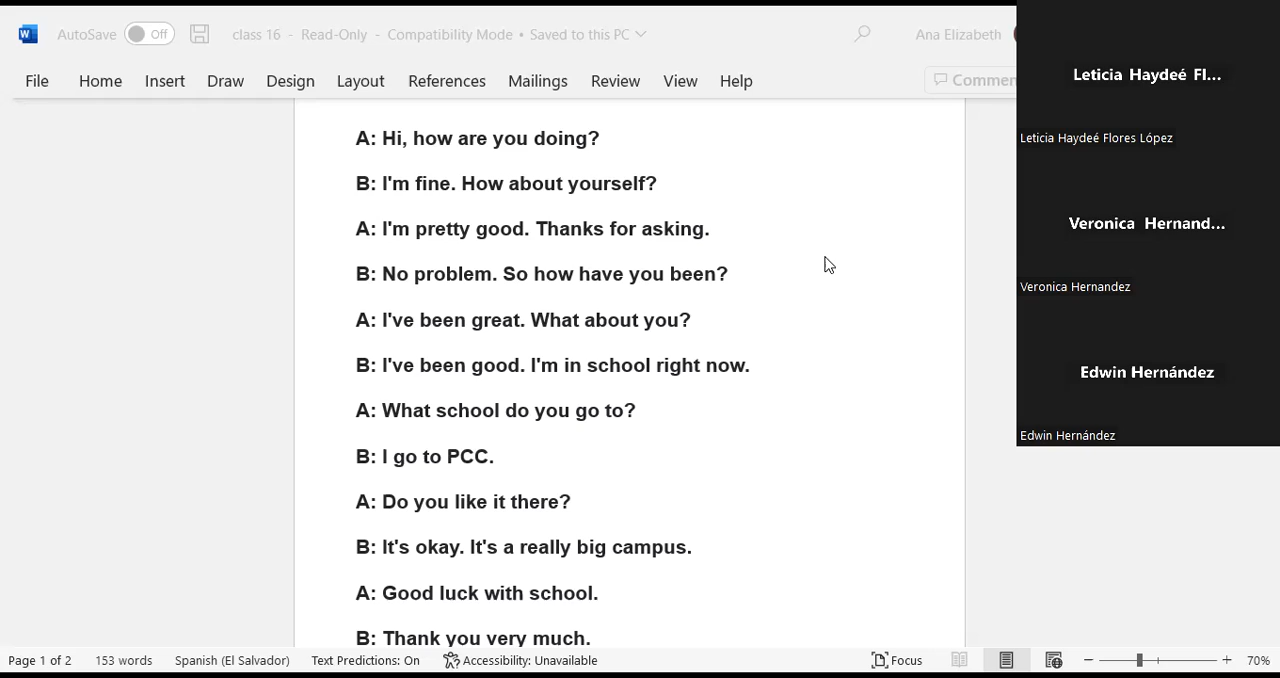 AutoSave Off class 16 - Read-Only - Compatibility Mode • Saved to this PC Ana Elizabeth
File Home Insert Draw Design Layout References Mailings Review View Help
A: Hi, how are you doing?
B: I'm fine. How about yourself?
A: I'm pretty good. Thanks for asking.
B: No problem. So how have you been?
A: I've been great. What about you?
B: I've been good. I'm in school right now.
A: What school do you go to?
B: I go to PCC.
A: Do you like it there?
B: It's okay. It's a really big campus.
A: Good luck with school.
B: Thank you very much.
Leticia Haydeé Fl...
Leticia Haydeé Flores López
Veronica Hernand...
Veronica Hernandez
Edwin Hernández
Edwin Hernández
Page 1 of 2 153 words Spanish (El Salvador) Text Predictions: On Accessibility: Unavailable Focus 70%